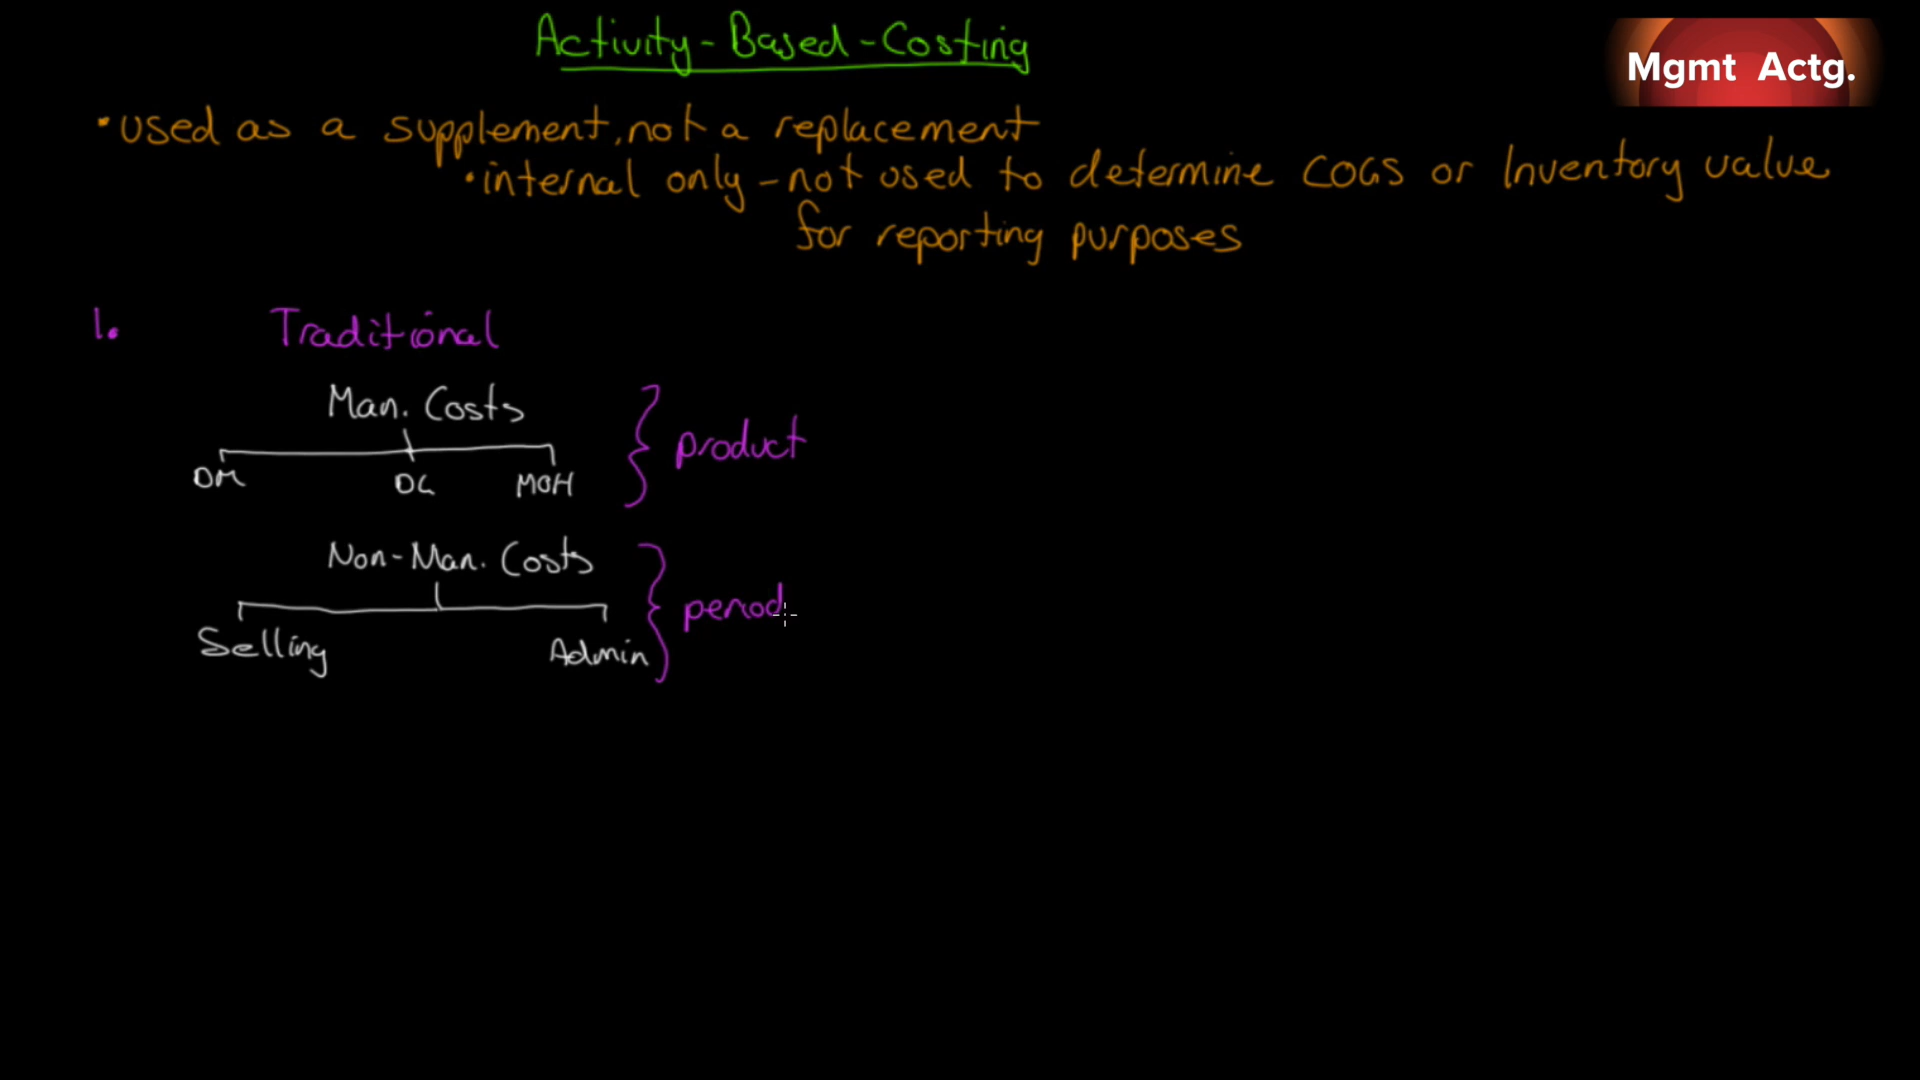 Activity-Based-Costing
Mgmt Actg.
• used as a supplement, not a replacement
• internal only - not used to determine COGS or Inventory value
for reporting purposes
1. Traditional
Man. Costs
DM DL MOH
} product
Non-Man. Costs
Selling Admin
} period